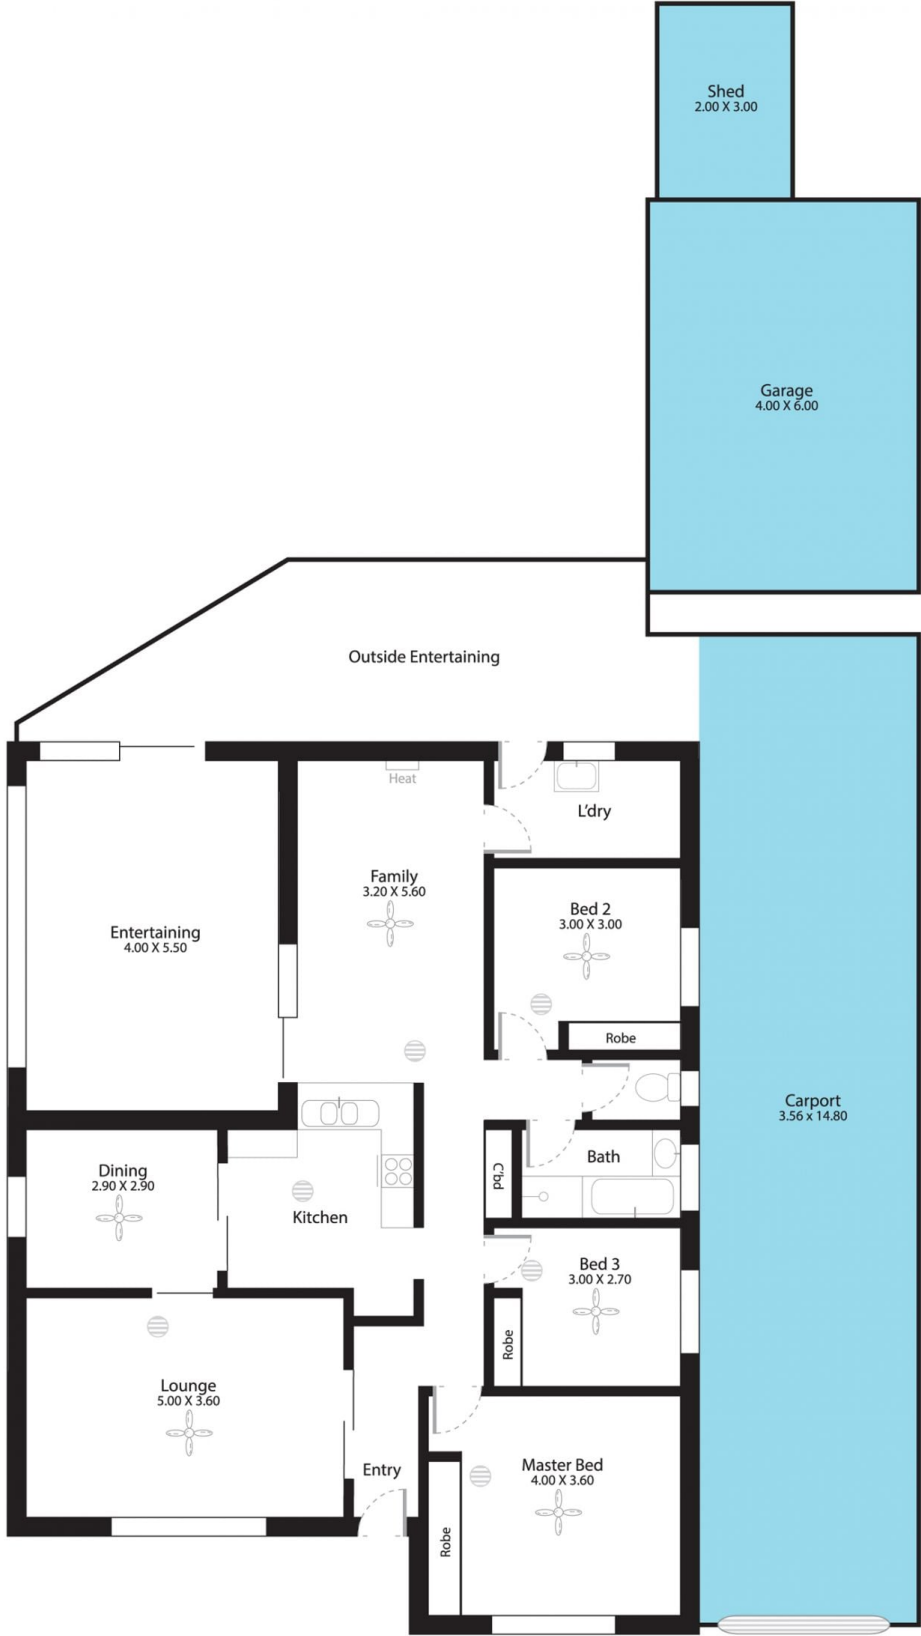 Shed
2.00 X 3.00
Garage
4.00 X 6.00
Outside Entertaining
Heat
L'dry
Family
3.20 X 5.60
Bed 2
3.00 X 3.00
Entertaining
4.00 X 5.50
Robe
Carport
3.56 x 14.80
Dining
2.90 X 2.90
Kitchen
C'bd
Bath
Bed 3
3.00 X 2.70
Robe
Lounge
5.00 X 3.60
Entry
Master Bed
4.00 X 3.60
Robe